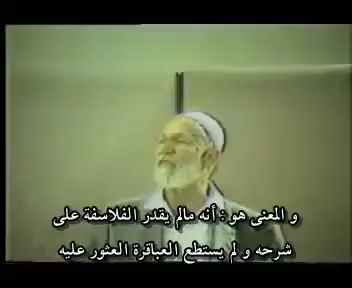 و المعنى هو : أنه مالم يقدر الفلاسفة على
شرحه و لم يستطع العباقرة العثور عليه